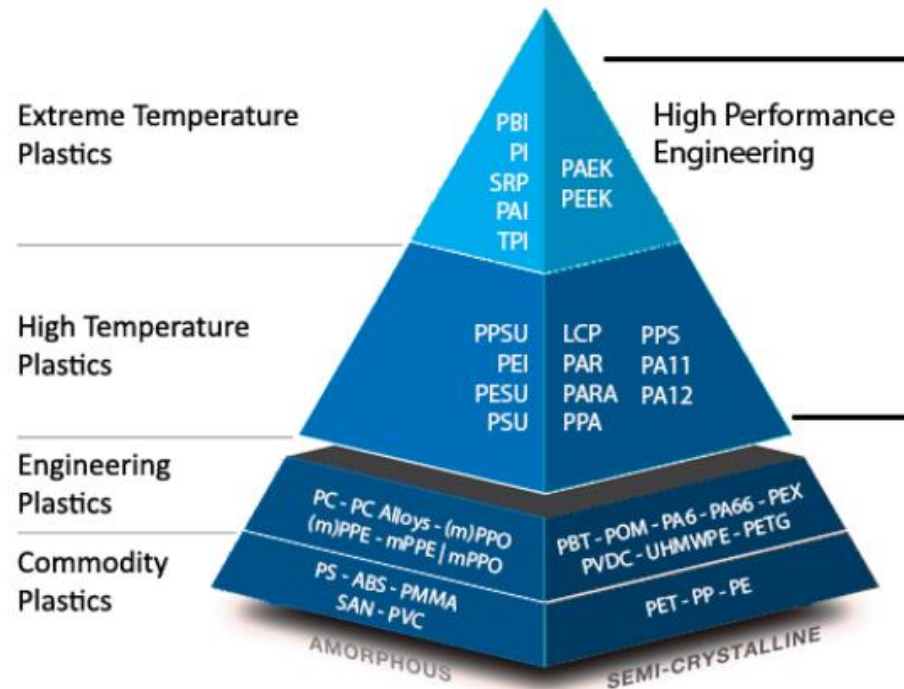 Extreme Temperature
Plastics
PBI
PI
SRP
PAI
TPI
PAEK
PEEK
High Performance
Engineering
High Temperature
Plastics
PPSU
PEI
PESU
PSU
LCP
PAR
PARA
PPA
PPS
PA11
PA12
Engineering
Plastics
PC - PC Alloys - (m)PPO
(m)PPE - mPPE | mPPO
PBT - POM - PA6 - PA66 - PEX
PVDC - UHMWPE - PETG
Commodity
Plastics
PS - ABS - PMMA
SAN - PVC
PET - PP - PE
AMORPHOUS
SEMI-CRYSTALLINE